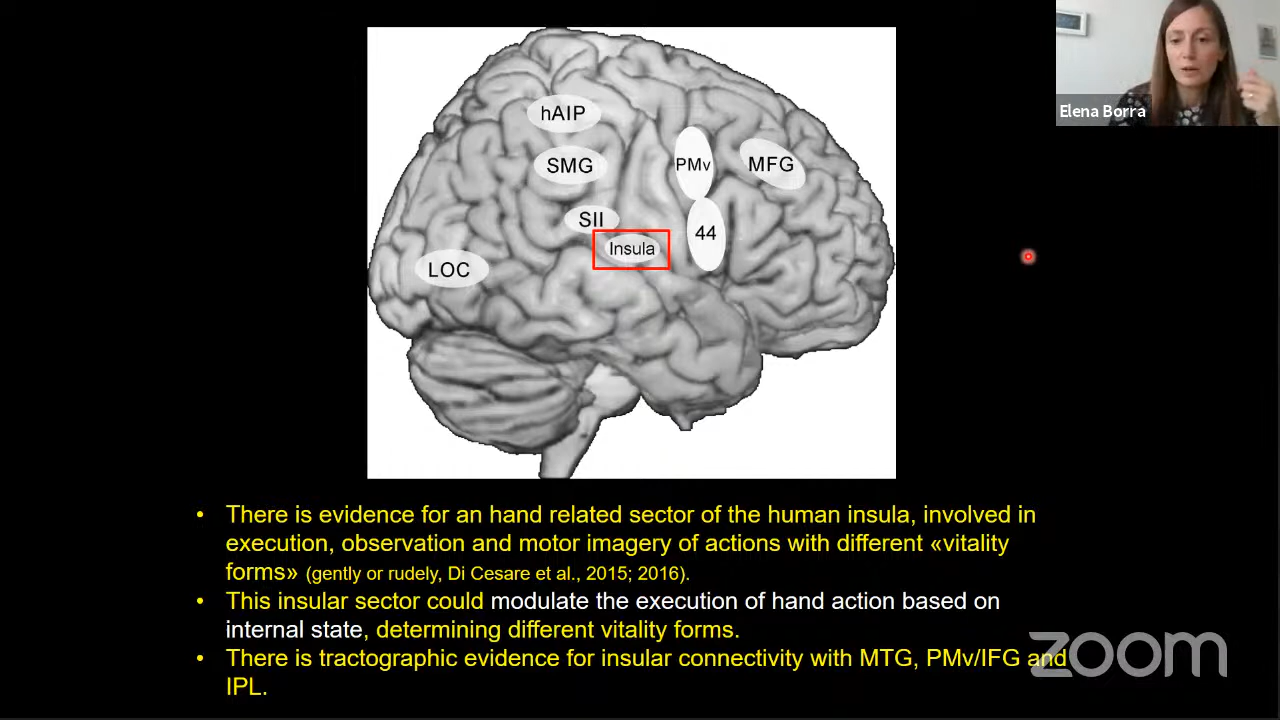 Elena Borra
hAIP
SMG
PMv
MFG
SII
44
Insula
LOC
• There is evidence for an hand related sector of the human insula, involved in
execution, observation and motor imagery of actions with different «vitality
forms» (gently or rudely, Di Cesare et al., 2015; 2016).
• This insular sector could modulate the execution of hand action based on
internal state, determining different vitality forms.
• There is tractographic evidence for insular connectivity with MTG, PMv/IFG and
IPL.
zoom